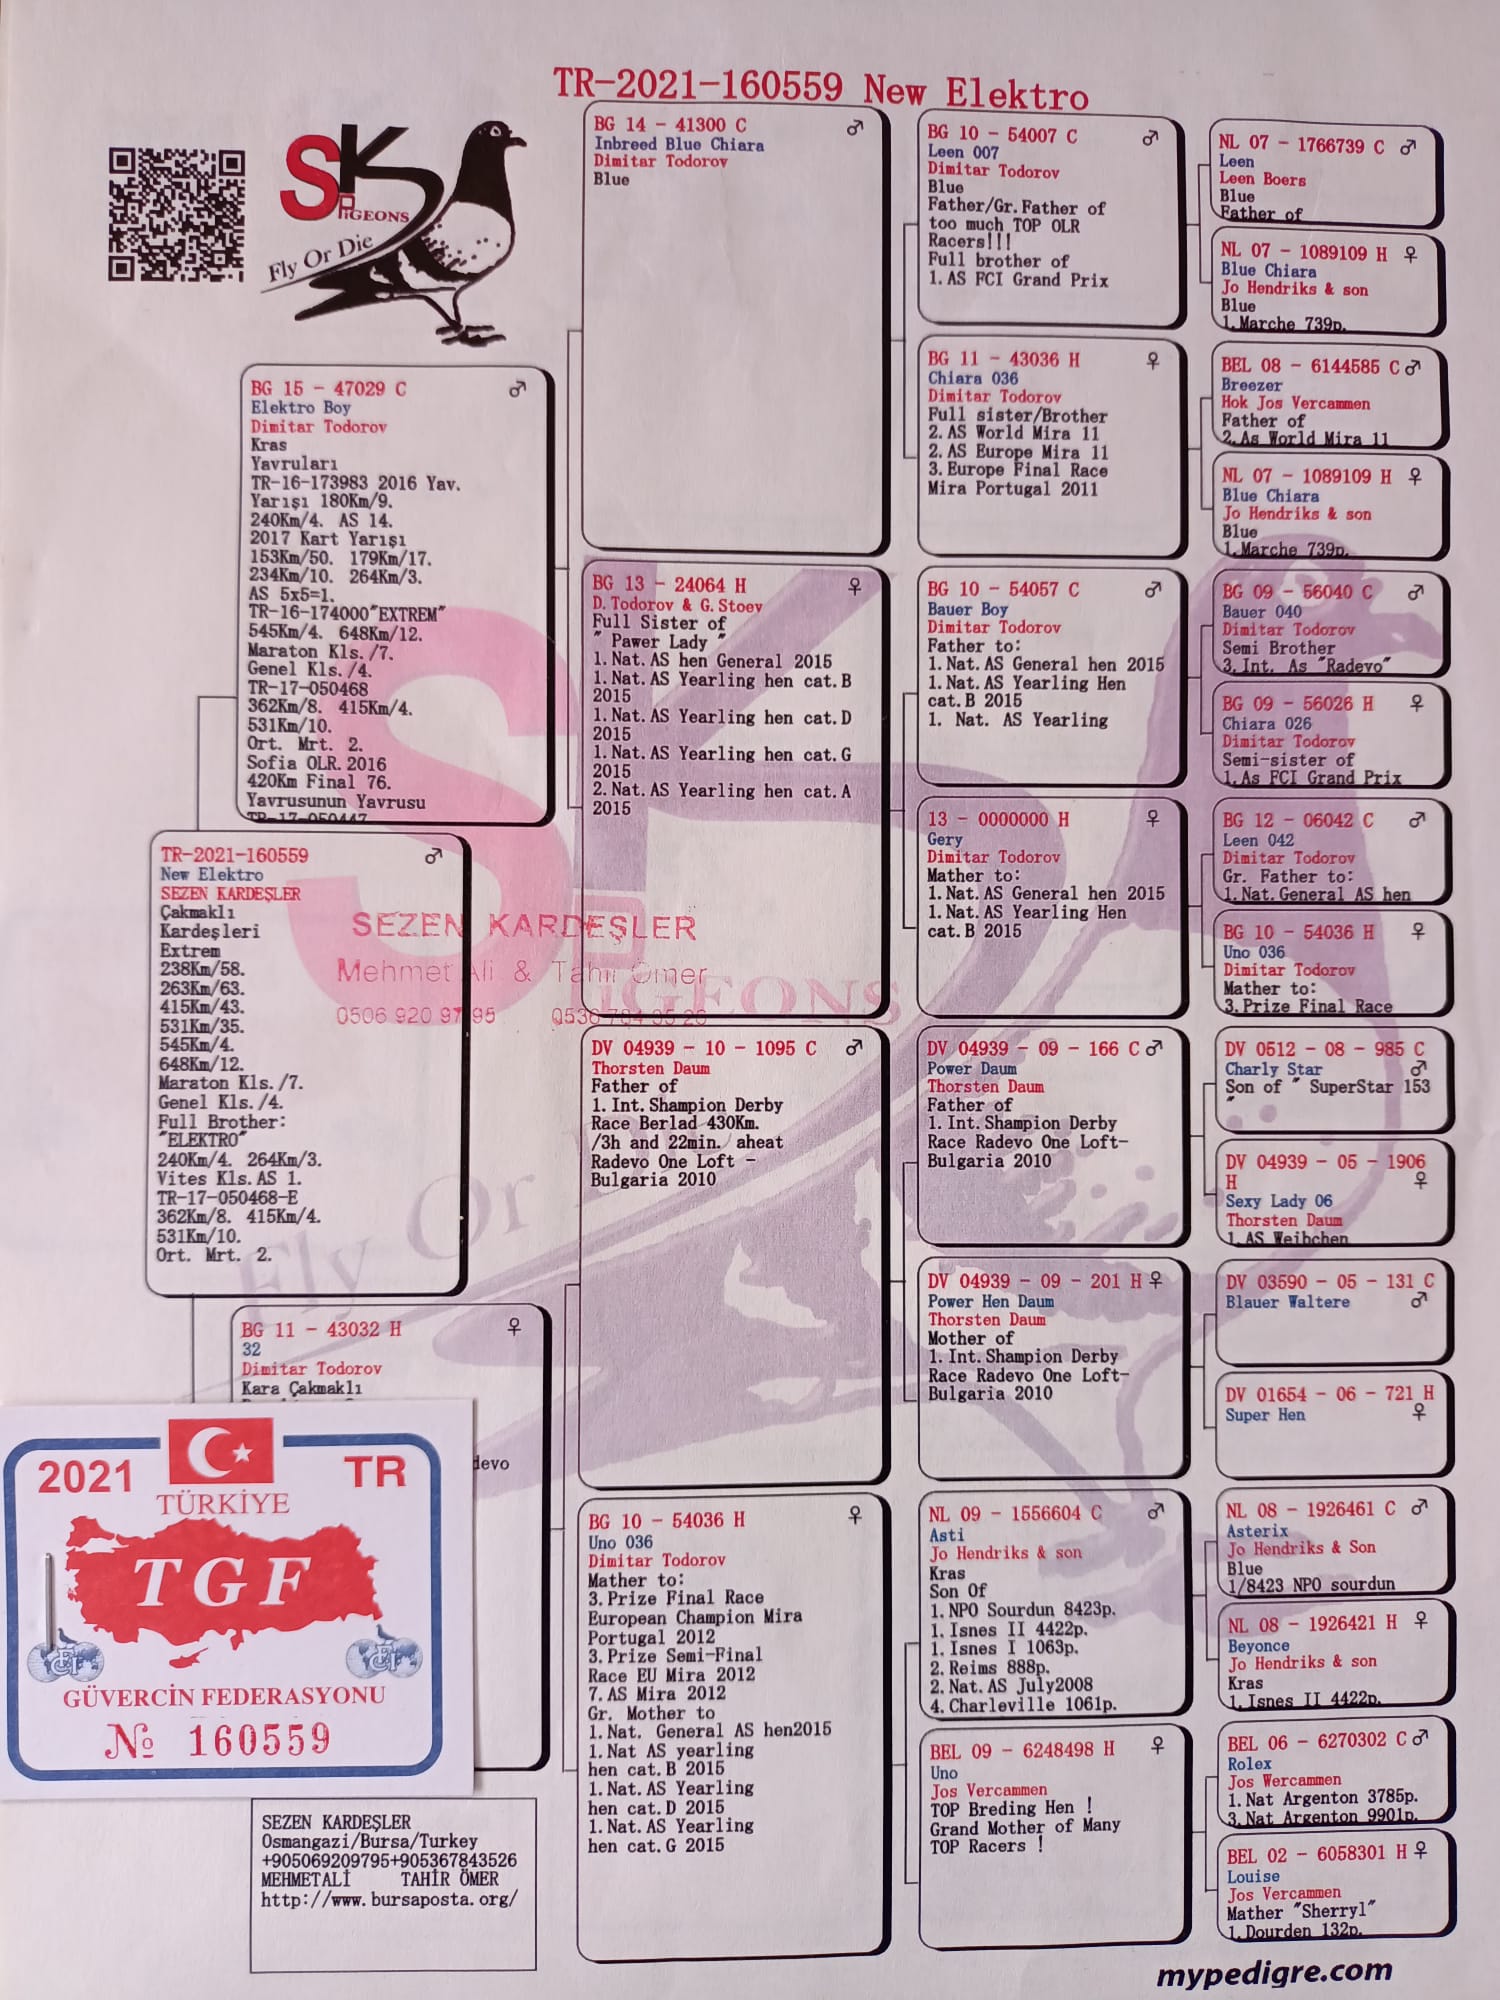 TR-2021-160559 New Elektro
SK
PIGEONS
Fly Or Die
BG 15 - 47029 C ♂
Elektro Boy
Dimitar Todorov
Kras
Yavruları
TR-16-173983 2016 Yav.
Yarışı 180Km/9.
240Km/4. AS 14.
2017 Kart Yarışı
153Km/50. 179Km/17.
234Km/10. 264Km/3.
AS 5x5=1.
TR-16-174000"EXTREM"
545Km/4. 648Km/12.
Maraton Kls./7.
Genel Kls./4.
TR-17-050468
362Km/8. 415Km/4.
531Km/10.
Ort. Mrt. 2.
Sofia OLR.2016
420Km Final 76.
Yavrusunun Yavrusu
TR-17-050447
TR-2021-160559 ♂
New Elektro
SEZEN KARDEŞLER
Çakmaklı
Kardeşleri
Extrem
238Km/58.
263Km/63.
415Km/43.
531Km/35.
545Km/4.
648Km/12.
Maraton Kls./7.
Genel Kls./4.
Full Brother:
"ELEKTRO"
240Km/4. 264Km/3.
Vites Kls.AS 1.
TR-17-050468-E
362Km/8. 415Km/4.
531Km/10.
Ort. Mrt. 2.
BG 11 - 43032 H ♀
32
Dimitar Todorov
Kara Çakmaklı
devo
2021 TR
TÜRKİYE
TGF
GÜVERCİN FEDERASYONU
№ 160559
SEZEN KARDEŞLER
Osmangazi/Bursa/Turkey
+905069209795+905367843526
MEHMETALİ TAHİR ÖMER
http://www.bursaposta.org/
SEZEN KARDEŞLER
Mehmet Ali & Tahir Ömer
0506 920 97 95 0536 784 35 26
SK
PIGEONS
Fly Or Die
BG 14 - 41300 C ♂
Inbreed Blue Chiara
Dimitar Todorov
Blue
BG 13 - 24064 H ♀
D. Todorov & G. Stoev
Full Sister of
" Pawer Lady "
1. Nat. AS hen General 2015
1. Nat. AS Yearling hen cat.B
2015
1. Nat. AS Yearling hen cat.D
2015
1. Nat. AS Yearling hen cat.G
2015
2. Nat. AS Yearling hen cat.A
2015
DV 04939 - 10 - 1095 C ♂
Thorsten Daum
Father of
1. Int. Shampion Derby
Race Berlad 430Km.
/3h and 22min. aheat
Radevo One Loft -
Bulgaria 2010
BG 10 - 54036 H ♀
Uno 036
Dimitar Todorov
Mather to:
3. Prize Final Race
European Champion Mira
Portugal 2012
3. Prize Semi-Final
Race EU Mira 2012
7. AS Mira 2012
Gr. Mother to
1. Nat. General AS hen2015
1. Nat AS yearling
hen cat.B 2015
1. Nat. AS Yearling
hen cat.D 2015
1. Nat. AS Yearling
hen cat.G 2015
BG 10 - 54007 C ♂
Leen 007
Dimitar Todorov
Blue
Father/Gr. Father of
too much TOP OLR
Racers!!!
Full brother of
1. AS FCI Grand Prix
BG 11 - 43036 H ♀
Chiara 036
Dimitar Todorov
Full sister/Brother
2. AS World Mira 11
2. AS Europe Mira 11
3. Europe Final Race
Mira Portugal 2011
BG 10 - 54057 C ♂
Bauer Boy
Dimitar Todorov
Father to:
1. Nat. AS General hen 2015
1. Nat. AS Yearling Hen
cat.B 2015
1. Nat. AS Yearling
13 - 0000000 H ♀
Gery
Dimitar Todorov
Mather to:
1. Nat. AS General hen 2015
1. Nat. AS Yearling Hen
cat.B 2015
DV 04939 - 09 - 166 C ♂
Power Daum
Thorsten Daum
Father of
1. Int. Shampion Derby
Race Radevo One Loft-
Bulgaria 2010
DV 04939 - 09 - 201 H ♀
Power Hen Daum
Thorsten Daum
Mother of
1. Int. Shampion Derby
Race Radevo One Loft-
Bulgaria 2010
NL 09 - 1556604 C ♂
Asti
Jo Hendriks & son
Kras
Son Of
1. NPO Sourdun 8423p.
1. Isnes II 4422p.
1. Isnes I 1063p.
2. Reims 888p.
2. Nat. AS July2008
4. Charleville 1061p.
BEL 09 - 6248498 H ♀
Uno
Jos Vercammen
TOP Breding Hen !
Grand Mother of Many
TOP Racers !
NL 07 - 1766739 C ♂
Leen
Leen Boers
Blue
Father of
NL 07 - 1089109 H ♀
Blue Chiara
Jo Hendriks & son
Blue
1. Marche 739p.
BEL 08 - 6144585 C ♂
Breezer
Hok Jos Vercammen
Father of
2. As World Mira 11
NL 07 - 1089109 H ♀
Blue Chiara
Jo Hendriks & son
Blue
1. Marche 739p.
BG 09 - 56040 C ♂
Bauer 040
Dimitar Todorov
Semi Brother
3. Int. As "Radevo"
BG 09 - 56026 H ♀
Chiara 026
Dimitar Todorov
Semi-sister of
1. As FCI Grand Prix
BG 12 - 06042 C ♂
Leen 042
Dimitar Todorov
Gr. Father to:
1. Nat. General AS hen
BG 10 - 54036 H ♀
Uno 036
Dimitar Todorov
Mather to:
3. Prize Final Race
DV 0512 - 08 - 985 C ♂
Charly Star
Son of " SuperStar 153
"
DV 04939 - 05 - 1906
H ♀
Sexy Lady 06
Thorsten Daum
1. AS Weibchen
DV 03590 - 05 - 131 C ♂
Blauer Waltere
DV 01654 - 06 - 721 H ♀
Super Hen
NL 08 - 1926461 C ♂
Asterix
Jo Hendriks & Son
Blue
1/8423 NPO sourdun
NL 08 - 1926421 H ♀
Beyonce
Jo Hendriks & son
Kras
1. Isnes II 4422p.
BEL 06 - 6270302 C ♂
Rolex
Jos Wercammen
1. Nat Argenton 3785p.
3. Nat Argenton 9901p.
BEL 02 - 6058301 H ♀
Louise
Jos Vercammen
Mather "Sherryl"
1. Dourden 132p.
mypedigre.com